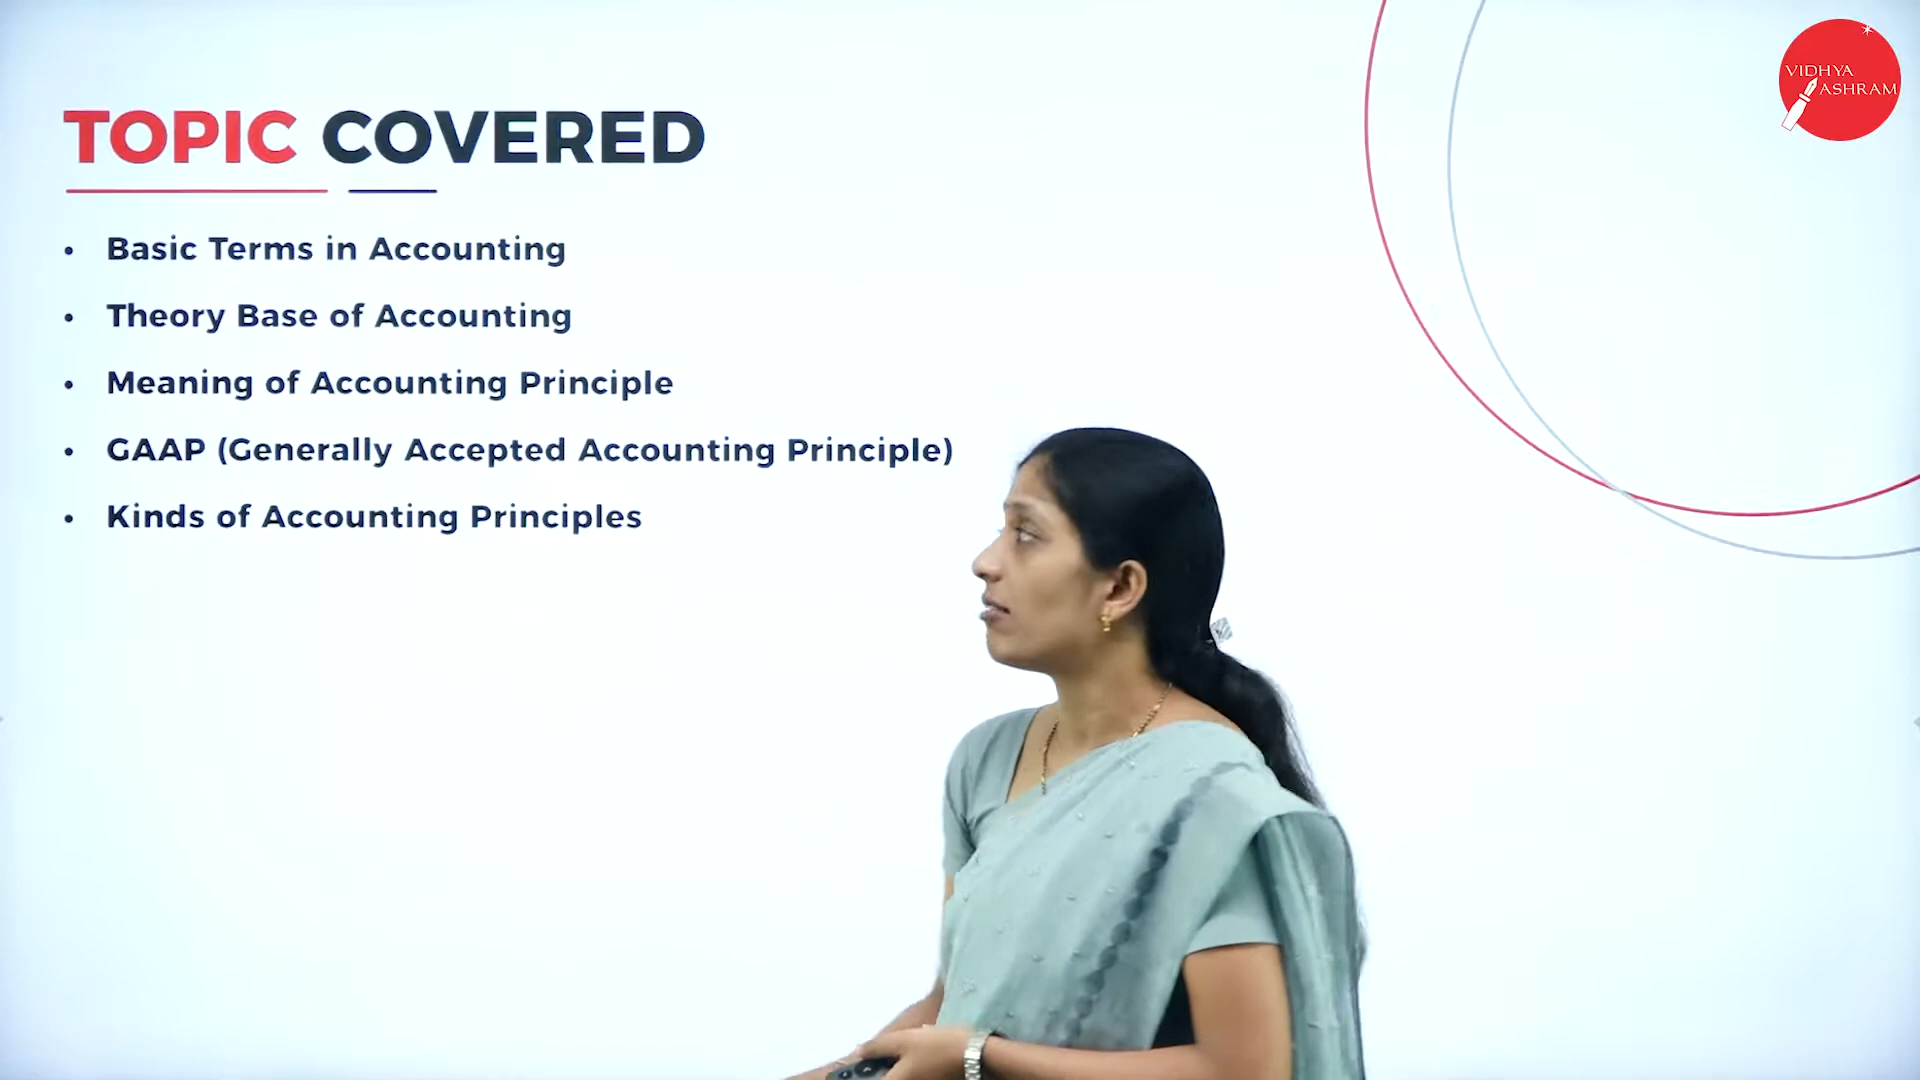 TOPIC COVERED
• Basic Terms in Accounting
• Theory Base of Accounting
• Meaning of Accounting Principle
• GAAP (Generally Accepted Accounting Principle)
• Kinds of Accounting Principles
VIDHYA
ASHRAM